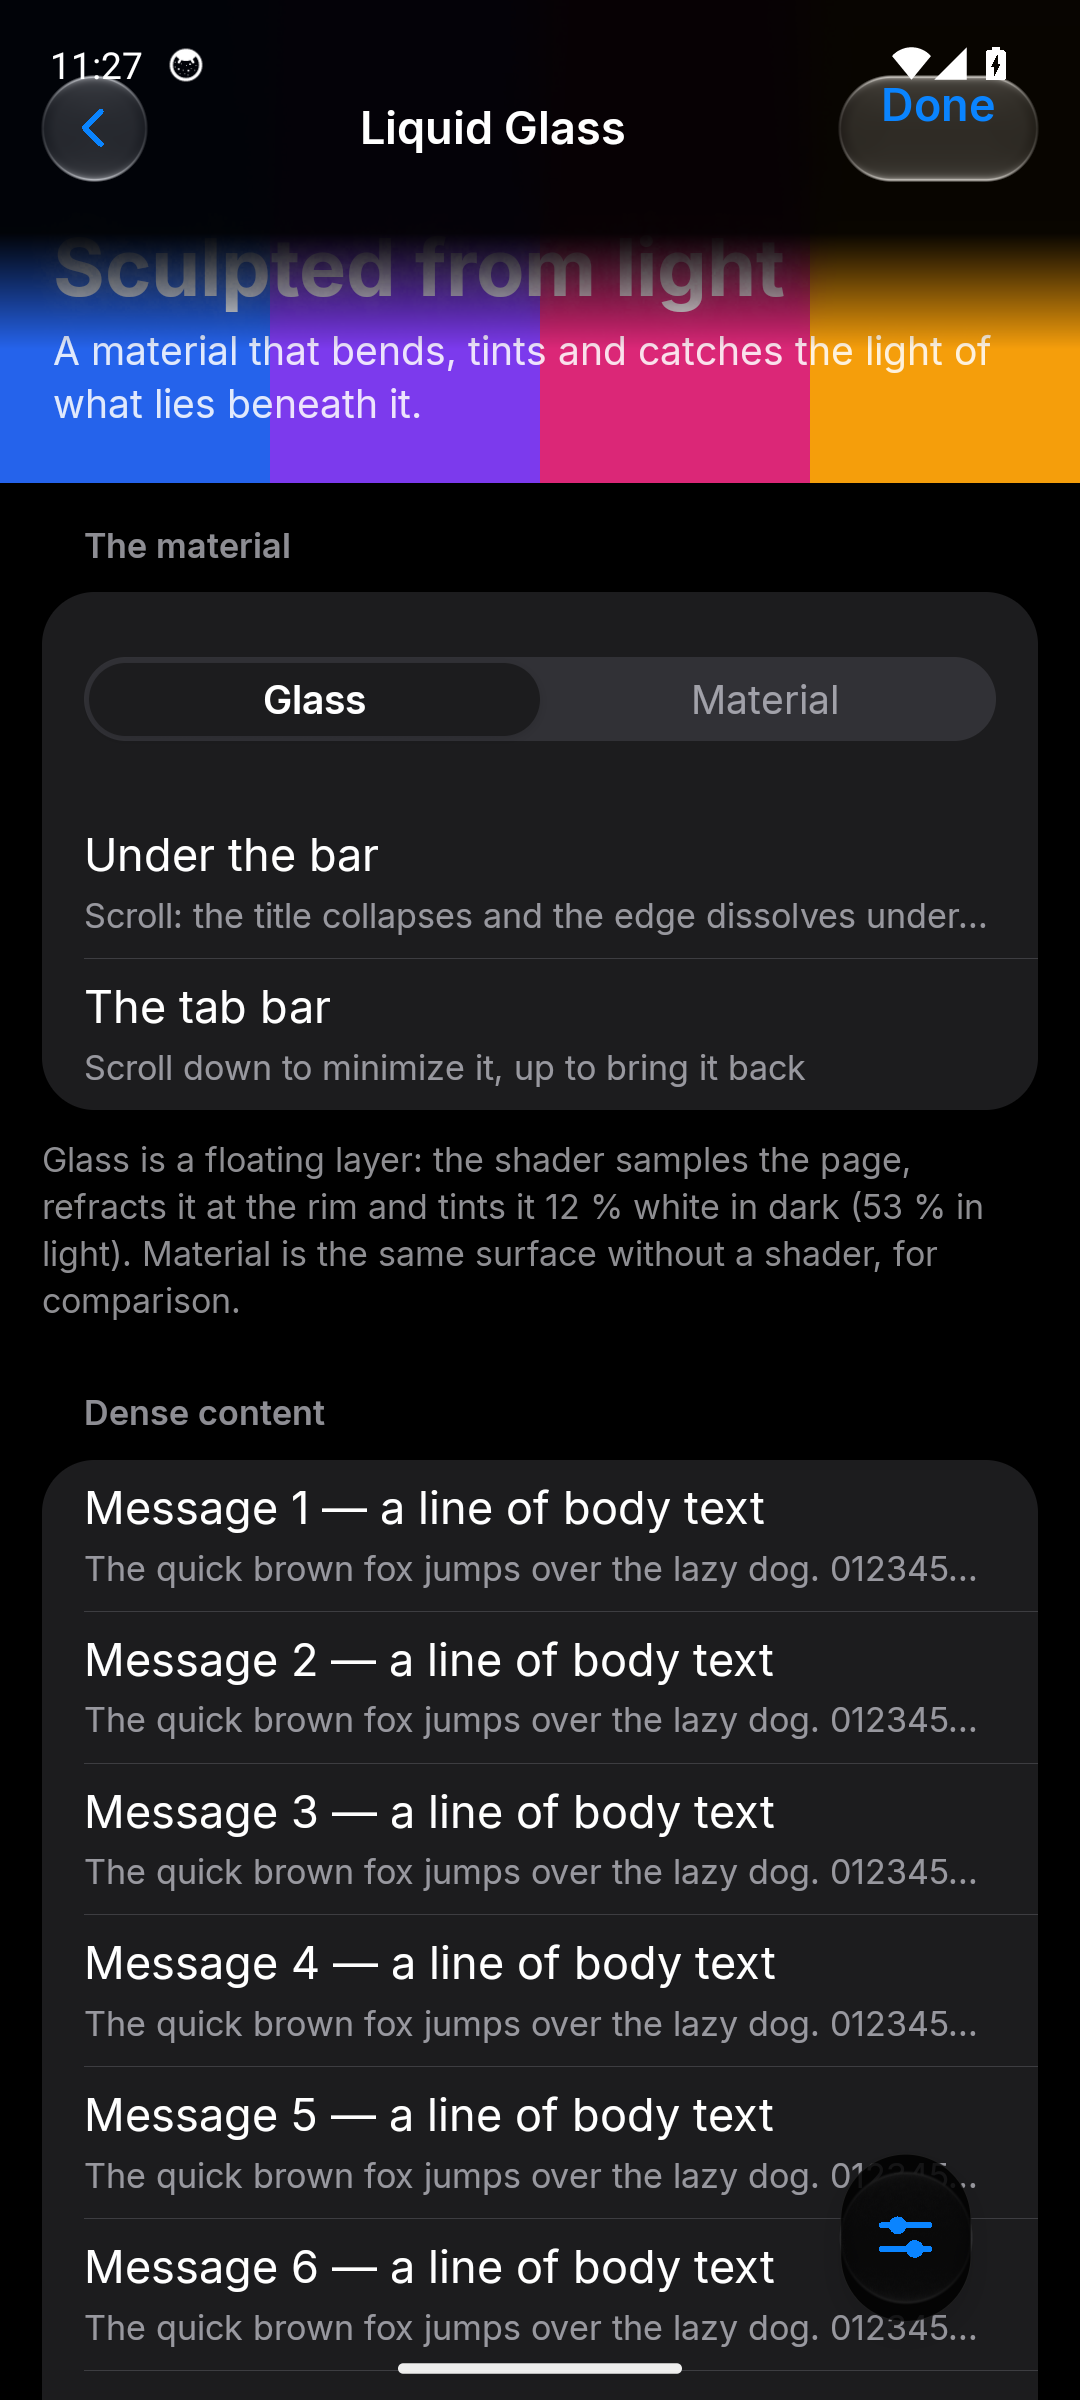 11:27
Liquid Glass
Done
Sculpted from light
A material that bends, tints and catches the light of
what lies beneath it.
The material
Glass
Material
Under the bar
Scroll: the title collapses and the edge dissolves under…
The tab bar
Scroll down to minimize it, up to bring it back
Glass is a floating layer: the shader samples the page,
refracts it at the rim and tints it 12 % white in dark (53 % in
light). Material is the same surface without a shader, for
comparison.
Dense content
Message 1 — a line of body text
The quick brown fox jumps over the lazy dog. 012345…
Message 2 — a line of body text
The quick brown fox jumps over the lazy dog. 012345…
Message 3 — a line of body text
The quick brown fox jumps over the lazy dog. 012345…
Message 4 — a line of body text
The quick brown fox jumps over the lazy dog. 012345…
Message 5 — a line of body text
The quick brown fox jumps over the lazy dog. 012345…
Message 6 — a line of body text
The quick brown fox jumps over the lazy dog. 012345…